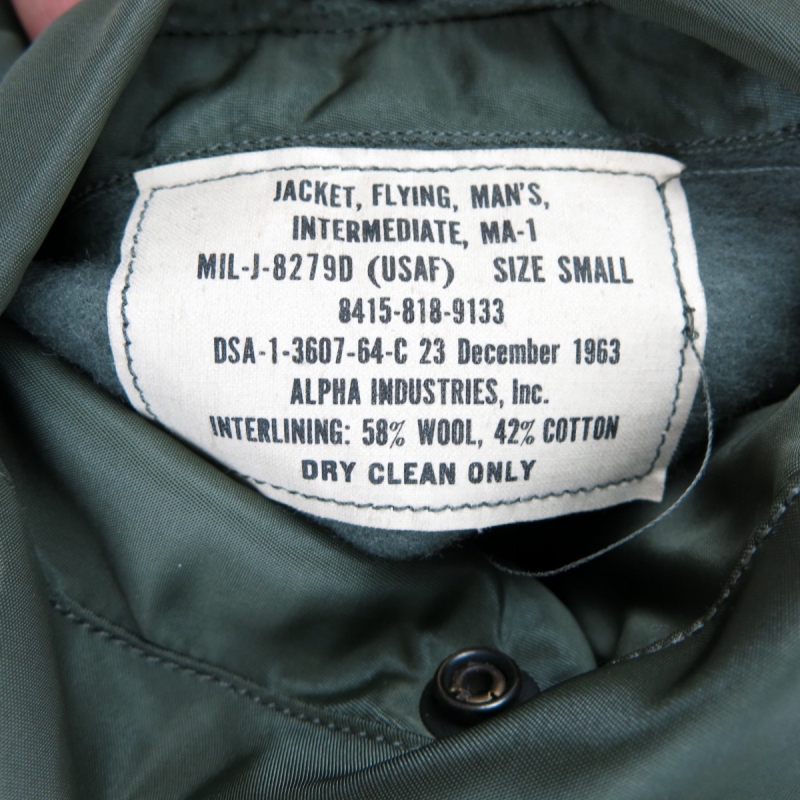 JACKET, FLYING, MAN'S,
INTERMEDIATE, MA-1
MIL-J-8279D (USAF) SIZE SMALL
8415-818-9133
DSA-1-3607-64-C 23 December 1963
ALPHA INDUSTRIES, Inc.
INTERLINING: 58% WOOL, 42% COTTON
DRY CLEAN ONLY